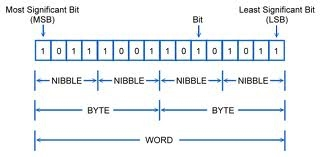 Most Significant Bit
(MSB)
Bit
Least Significant Bit
(LSB)
1 0 1 1 1 0 0 1 1 0 1 0 1 0 1 1
NIBBLE NIBBLE NIBBLE NIBBLE
BYTE BYTE
WORD